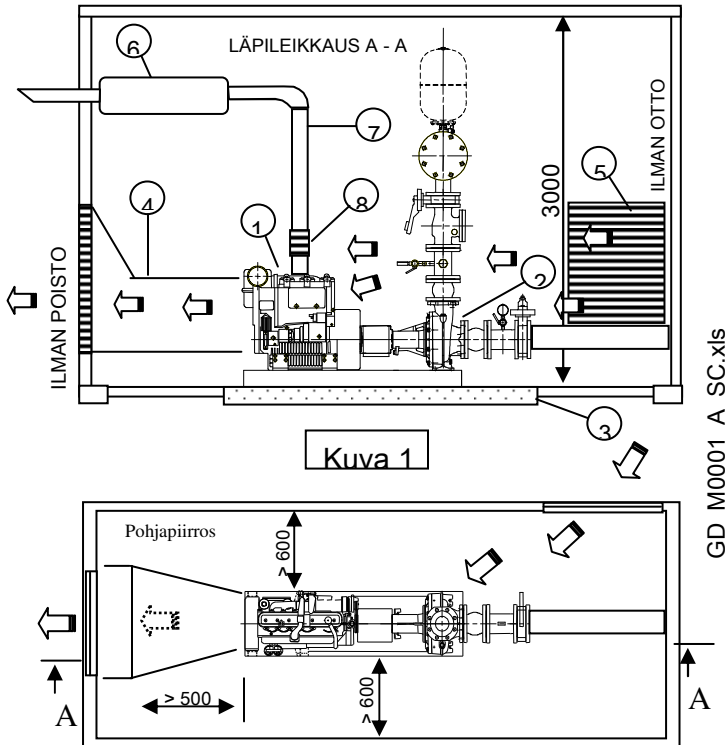 LÄPILEIKKAUS A - A
6
7
ILMAN OTTO
5
3000
4
8
1
2
ILMAN POISTO
3
Kuva 1
GD M0001 A SC.xls
Pohjapiirros
> 600
> 500
> 600
A
A